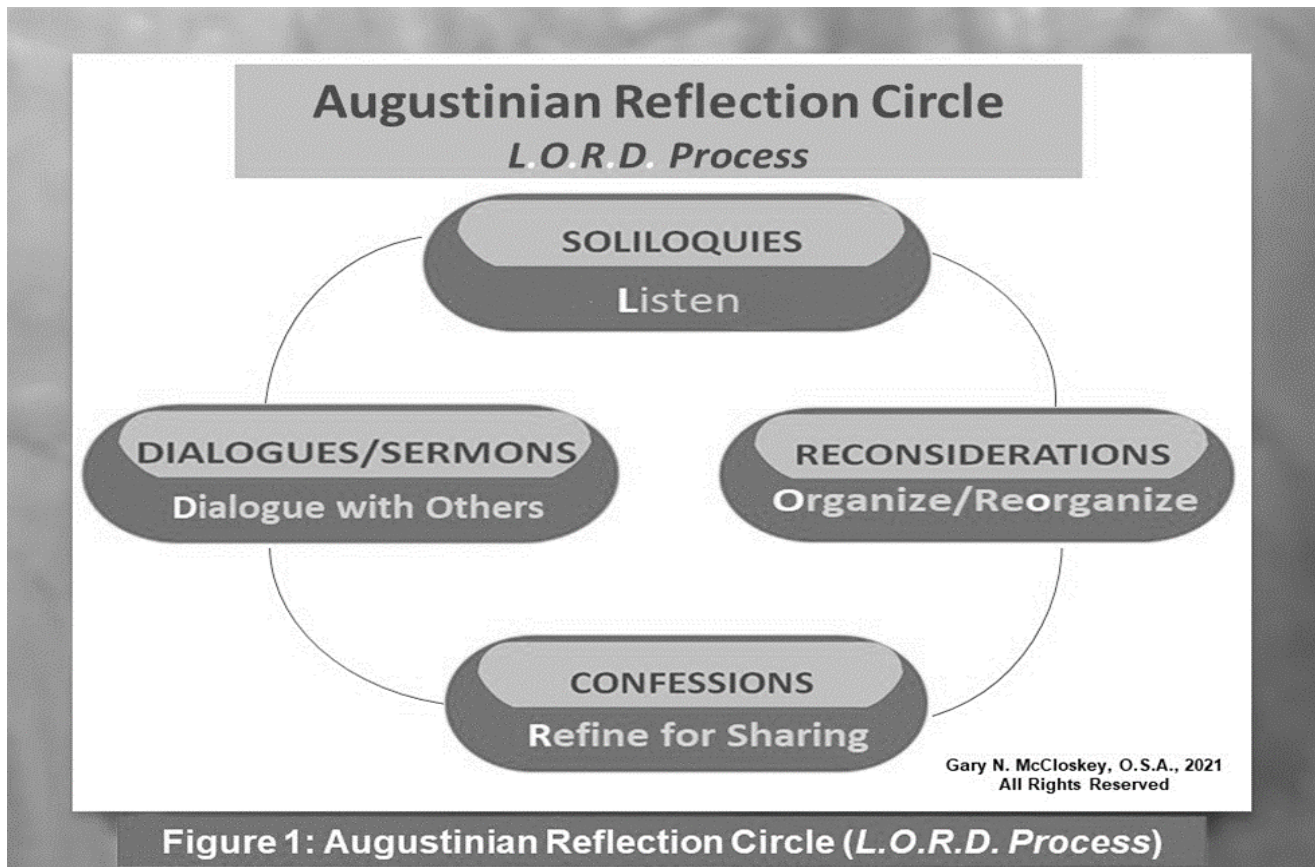 Augustinian Reflection Circle
L.O.R.D. Process
SOLILOQUIES
Listen
DIALOGUES/SERMONS
Dialogue with Others
RECONSIDERATIONS
Organize/Reorganize
CONFESSIONS
Refine for Sharing
Gary N. McCloskey, O.S.A., 2021
All Rights Reserved
Figure 1: Augustinian Reflection Circle (L.O.R.D. Process)